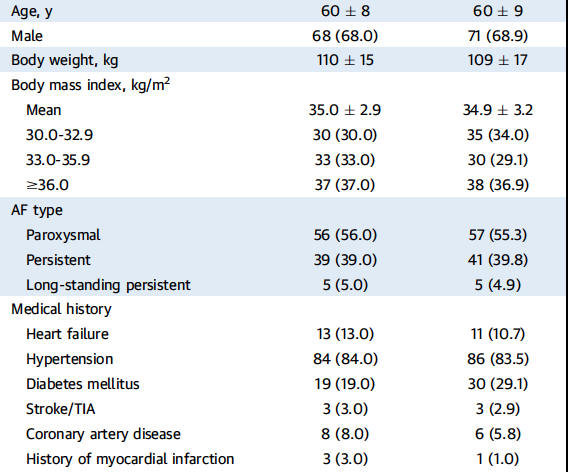 Age, y 60 ± 8 60 ± 9
Male 68 (68.0) 71 (68.9)
Body weight, kg 110 ± 15 109 ± 17
Body mass index, kg/m²
Mean 35.0 ± 2.9 34.9 ± 3.2
30.0-32.9 30 (30.0) 35 (34.0)
33.0-35.9 33 (33.0) 30 (29.1)
≥36.0 37 (37.0) 38 (36.9)
AF type
Paroxysmal 56 (56.0) 57 (55.3)
Persistent 39 (39.0) 41 (39.8)
Long-standing persistent 5 (5.0) 5 (4.9)
Medical history
Heart failure 13 (13.0) 11 (10.7)
Hypertension 84 (84.0) 86 (83.5)
Diabetes mellitus 19 (19.0) 30 (29.1)
Stroke/TIA 3 (3.0) 3 (2.9)
Coronary artery disease 8 (8.0) 6 (5.8)
History of myocardial infarction 3 (3.0) 1 (1.0)